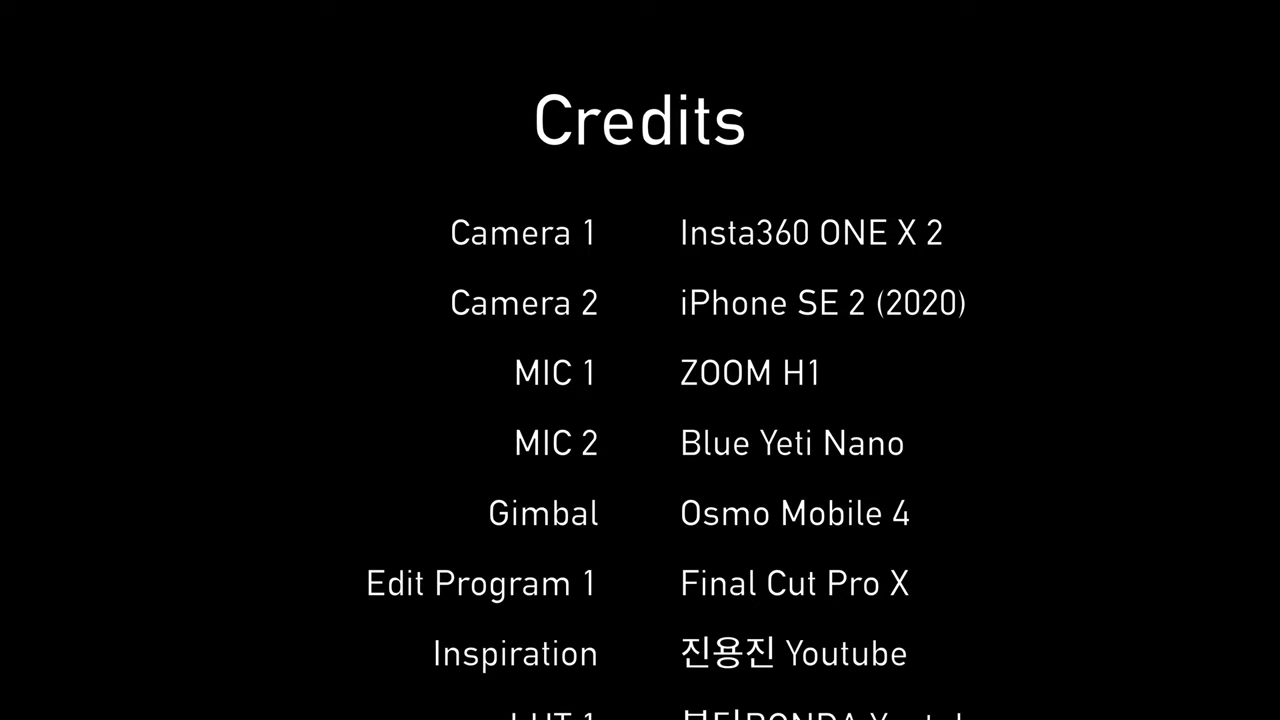 Credits
Camera 1 Insta360 ONE X 2
Camera 2 iPhone SE 2 (2020)
MIC 1 ZOOM H1
MIC 2 Blue Yeti Nano
Gimbal Osmo Mobile 4
Edit Program 1 Final Cut Pro X
Inspiration 진용진 Youtube